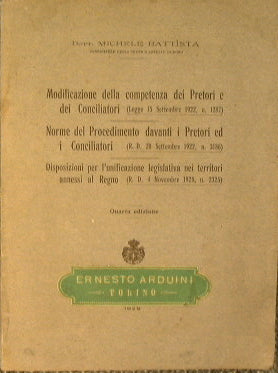 Dott. MICHELE BATTISTA
Modificazione della competenza dei Pretori e
dei Conciliatori (Legge 15 Settembre 1922, n. 1287)
Norme del Procedimento davanti i Pretori ed
i Conciliatori (R. D. 20 Settembre 1922, n.
Disposizioni per l'unificazione legislativa nei territori
annessi al Regno (R. D. 4 Novembre 1928, n. 2325)
Quarta edizione
ERNESTO ARDUINI
TORINO